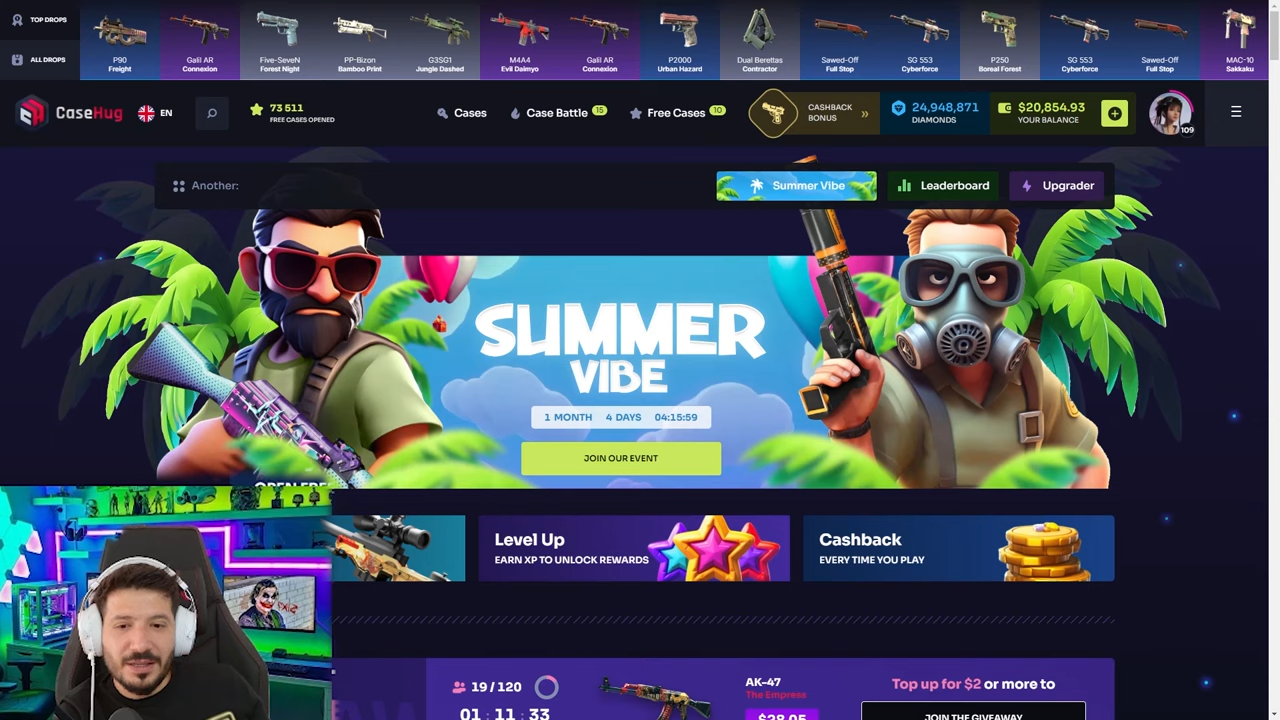 TOP DROPS
ALL DROPS
P90
Freight
Galil AR
Connexion
Five-SeveN
Forest Night
PP-Bizon
Bamboo Print
G3SG1
Jungle Dashed
M4A4
Evil Daimyo
Galil AR
Connexion
P2000
Urban Hazard
Dual Berettas
Contractor
Sawed-Off
Full Stop
SG 553
Cyberforce
P250
Boreal Forest
SG 553
Cyberforce
Sawed-Off
Full Stop
MAC-10
Sakkaku
CaseHug
EN
73 511
FREE CASES OPENED
Cases
Case Battle 15
Free Cases 10
CASHBACK
BONUS »
24,948,871
DIAMONDS
$20,854.93
YOUR BALANCE
109
Another:
Summer Vibe
Leaderboard
Upgrader
SUMMER
VIBE
1 MONTH 4 DAYS 04:15:59
JOIN OUR EVENT
Level Up
EARN XP TO UNLOCK REWARDS
Cashback
EVERY TIME YOU PLAY
19 / 120
01 : 11 : 33
AK-47
The Empress
$28.05
Top up for $2 or more to
JOIN THE GIVEAWAY